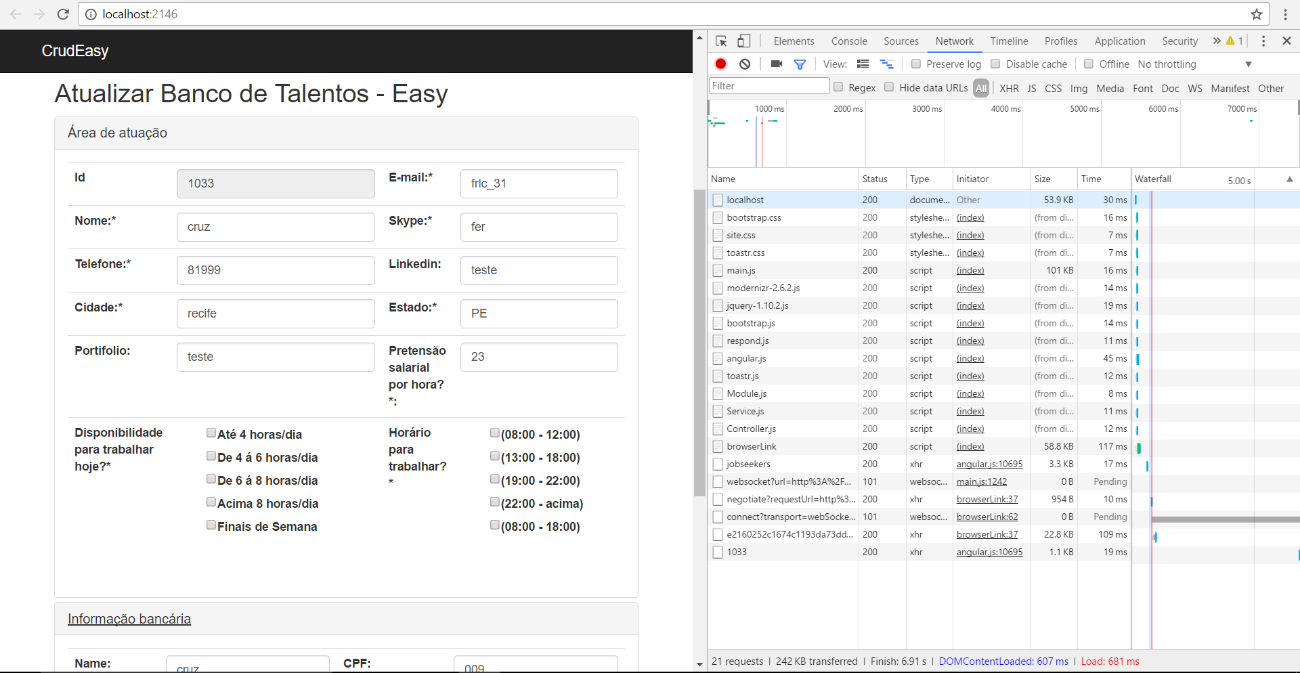 localhost:2146
CrudEasy
Atualizar Banco de Talentos - Easy
Área de atuação
Id 1033 E-mail:* frlc_31
Nome:* cruz Skype:* fer
Telefone:* 81999 Linkedin: teste
Cidade:* recife Estado:* PE
Portifolio: teste Pretensão
salarial
por hora?
*: 23
Disponibilidade
para trabalhar
hoje?*
Até 4 horas/dia
De 4 á 6 horas/dia
De 6 á 8 horas/dia
Acima 8 horas/dia
Finais de Semana
Horário
para
trabalhar?
*
(08:00 - 12:00)
(13:00 - 18:00)
(19:00 - 22:00)
(22:00 - acima)
(08:00 - 18:00)
Informação bancária
Name: cruz CPF: 009
Elements Console Sources Network Timeline Profiles Application Security » 1
View: Preserve log Disable cache Offline No throttling
Filter Regex Hide data URLs All XHR JS CSS Img Media Font Doc WS Manifest Other
1000 ms 2000 ms 3000 ms 4000 ms 5000 ms 6000 ms 7000 ms
Name Status Type Initiator Size Time Waterfall 5.00 s
localhost 200 docume... Other 53.9 KB 30 ms
bootstrap.css 200 styleshe... (index) (from di... 16 ms
site.css 200 styleshe... (index) (from di... 7 ms
toastr.css 200 styleshe... (index) (from di... 7 ms
main.js 200 script (index) 101 KB 16 ms
modernizr-2.6.2.js 200 script (index) (from di... 14 ms
jquery-1.10.2.js 200 script (index) (from di... 19 ms
bootstrap.js 200 script (index) (from di... 14 ms
respond.js 200 script (index) (from di... 11 ms
angular.js 200 script (index) (from di... 45 ms
toastr.js 200 script (index) (from di... 12 ms
Module.js 200 script (index) (from di... 8 ms
Service.js 200 script (index) (from di... 11 ms
Controller.js 200 script (index) (from di... 12 ms
browserLink 200 script (index) 58.8 KB 117 ms
jobseekers 200 xhr angular.js:10695 3.3 KB 17 ms
websocket?url=http%3A%2F... 101 websoc... main.js:1242 0 B Pending
negotiate?requestUrl=http%3... 200 xhr browserLink:37 954 B 10 ms
connect?transport=webSocke... 101 websoc... browserLink:62 0 B Pending
e2160252c1674c1193da73dd... 200 xhr browserLink:37 22.8 KB 109 ms
1033 200 xhr angular.js:10695 1.1 KB 19 ms
21 requests | 242 KB transferred | Finish: 6.91 s | DOMContentLoaded: 607 ms | Load: 681 ms